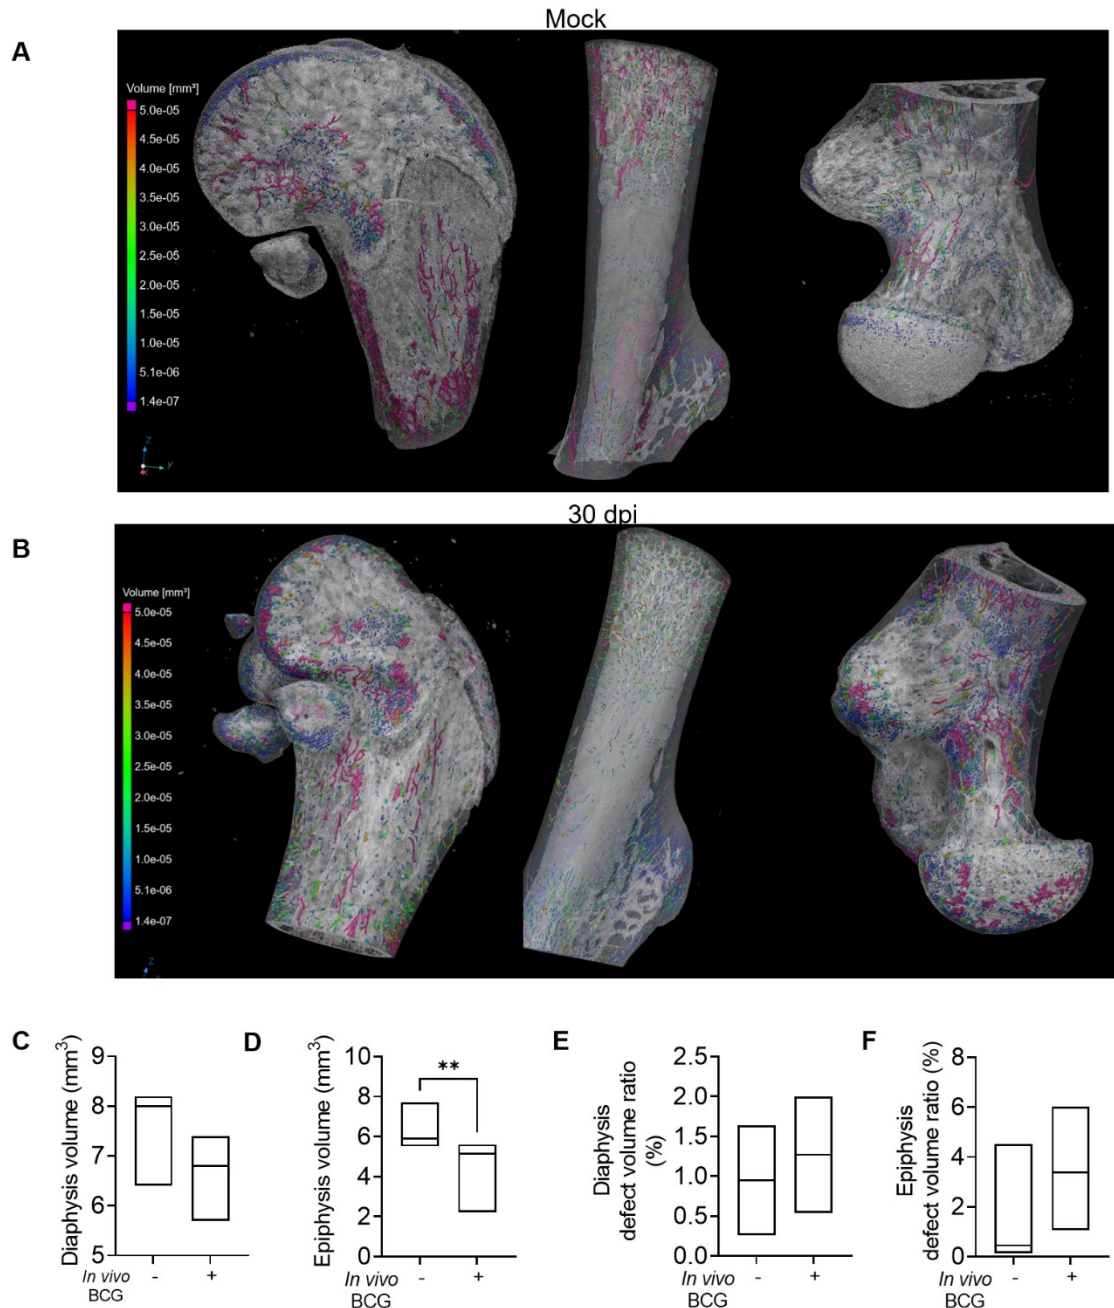 Mock
A
Volume [mm³]
5.0e-05
4.5e-05
4.0e-05
3.5e-05
3.0e-05
2.5e-05
2.0e-05
1.5e-05
1.0e-05
5.1e-06
1.4e-07
z
y
30 dpi
B
Volume [mm³]
5.0e-05
4.5e-05
4.0e-05
3.5e-05
3.0e-05
2.5e-05
2.0e-05
1.5e-05
1.0e-05
5.1e-06
1.4e-07
z
C
Diaphysis volume (mm³)
9
8
7
6
5
In vivo - +
BCG
D
Epiphysis volume (mm³)
10
8
6
4
2
0
**
In vivo - +
BCG
E
Diaphysis
defect volume ratio
(%)
2.5
2.0
1.5
1.0
0.5
0.0
In vivo - +
BCG
F
Epiphysis
defect volume ratio (%)
8
6
4
2
0
In vivo - +
BCG